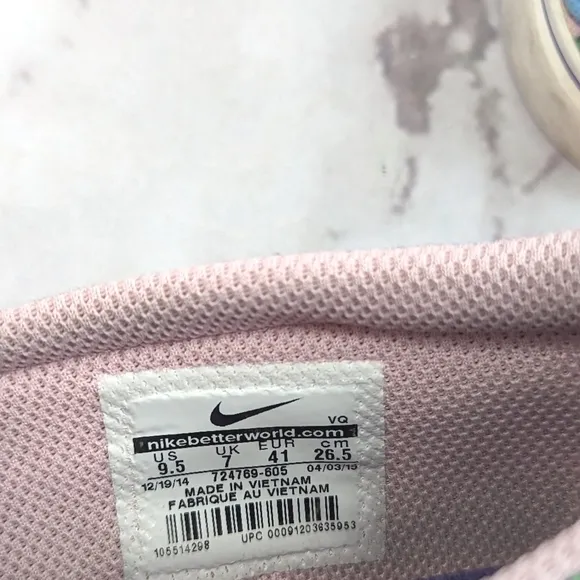 VQ
nikebetterworld.com
US UK EUR cm
9.5 7 41 26.5
12/19/14 724769-605 04/03/15
MADE IN VIETNAM
FABRIQUE AU VIETNAM
105514298 UPC 00091203635953